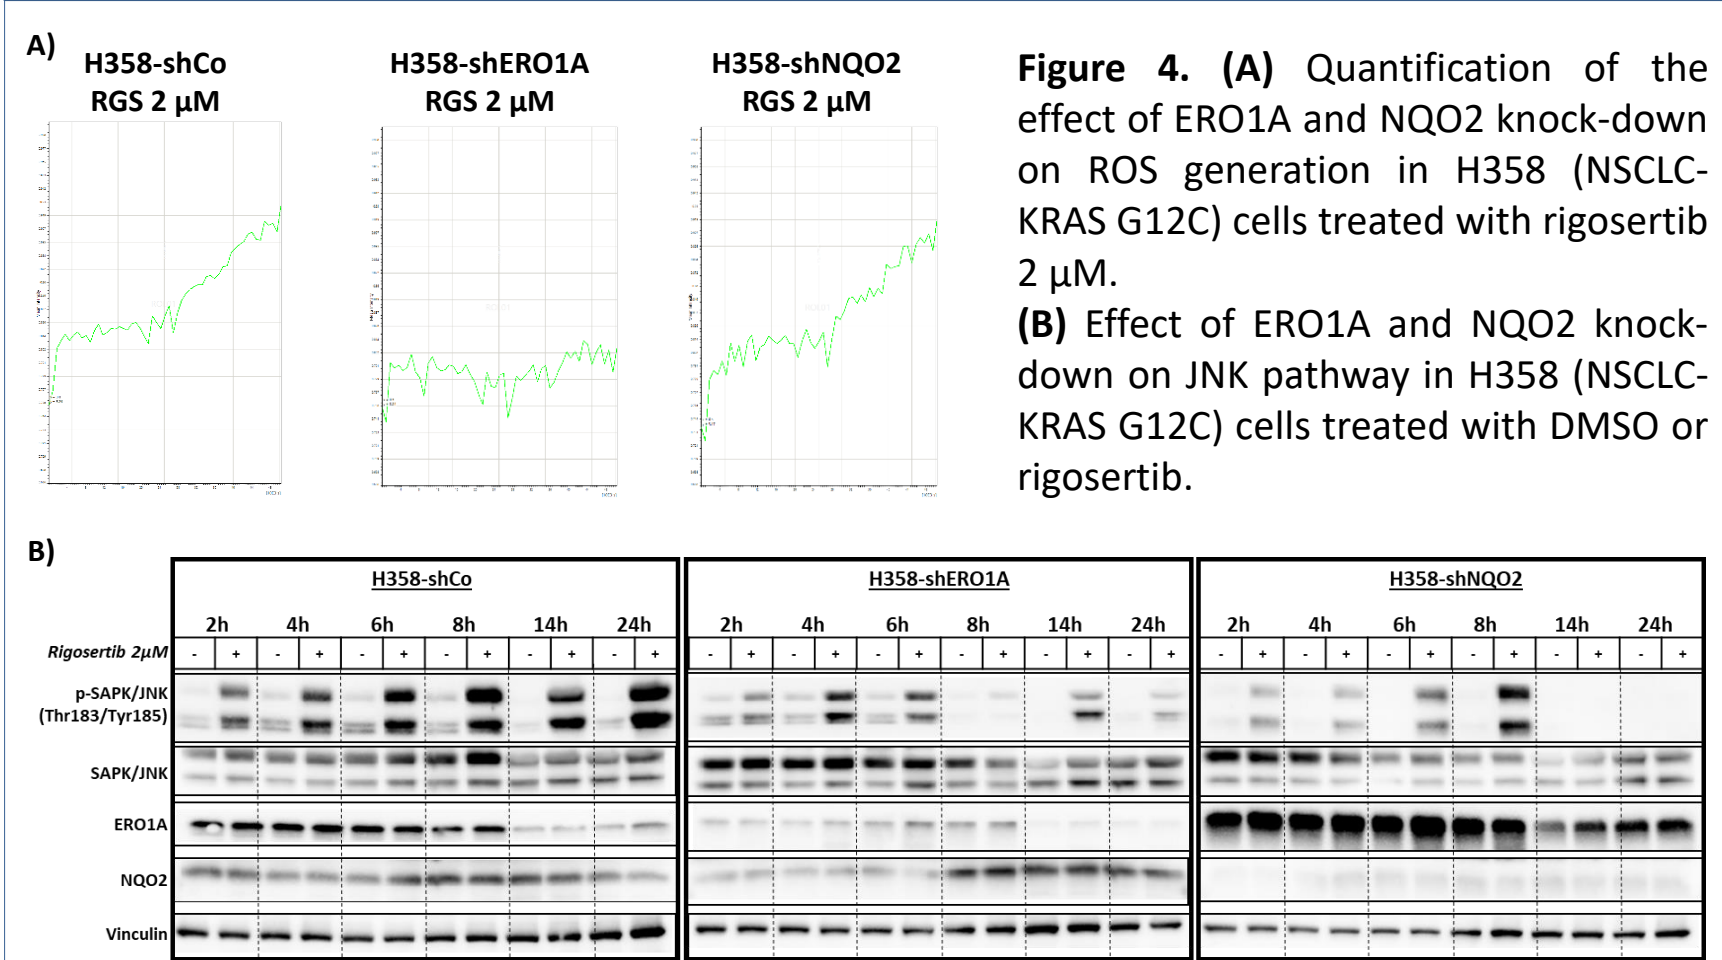 A)
H358-shCo
RGS 2 µM
H358-shERO1A
RGS 2 µM
H358-shNQO2
RGS 2 µM
Figure 4. (A) Quantification of the
effect of ERO1A and NQO2 knock-down
on ROS generation in H358 (NSCLC-
KRAS G12C) cells treated with rigosertib
2 µM.
(B) Effect of ERO1A and NQO2 knock-
down on JNK pathway in H358 (NSCLC-
KRAS G12C) cells treated with DMSO or
rigosertib.
B)
H358-shCo
H358-shERO1A
H358-shNQO2
2h 4h 6h 8h 14h 24h 2h 4h 6h 8h 14h 24h 2h 4h 6h 8h 14h 24h
Rigosertib 2µM - + - + - + - + - + - + - + - + - + - + - + - + - + - + - + - + - + - +
p-SAPK/JNK
(Thr183/Tyr185)
SAPK/JNK
ERO1A
NQO2
Vinculin